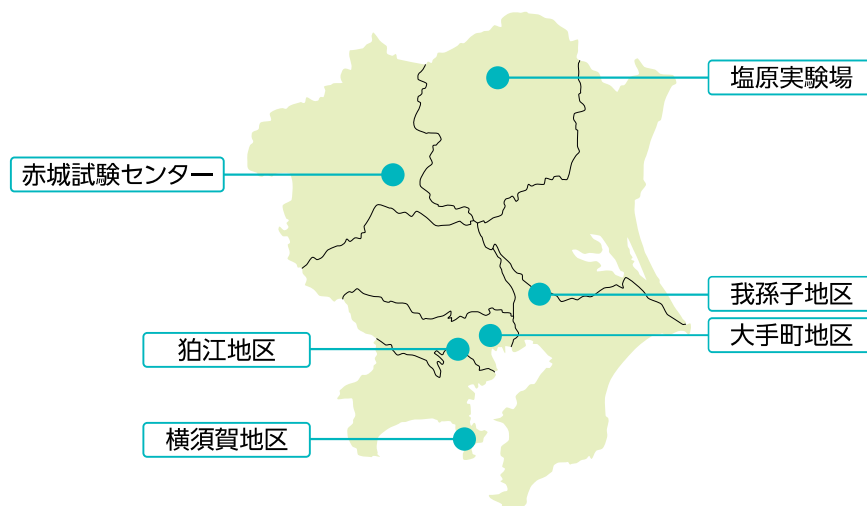 塩原実験場
赤城試験センター
我孫子地区
大手町地区
狛江地区
横須賀地区